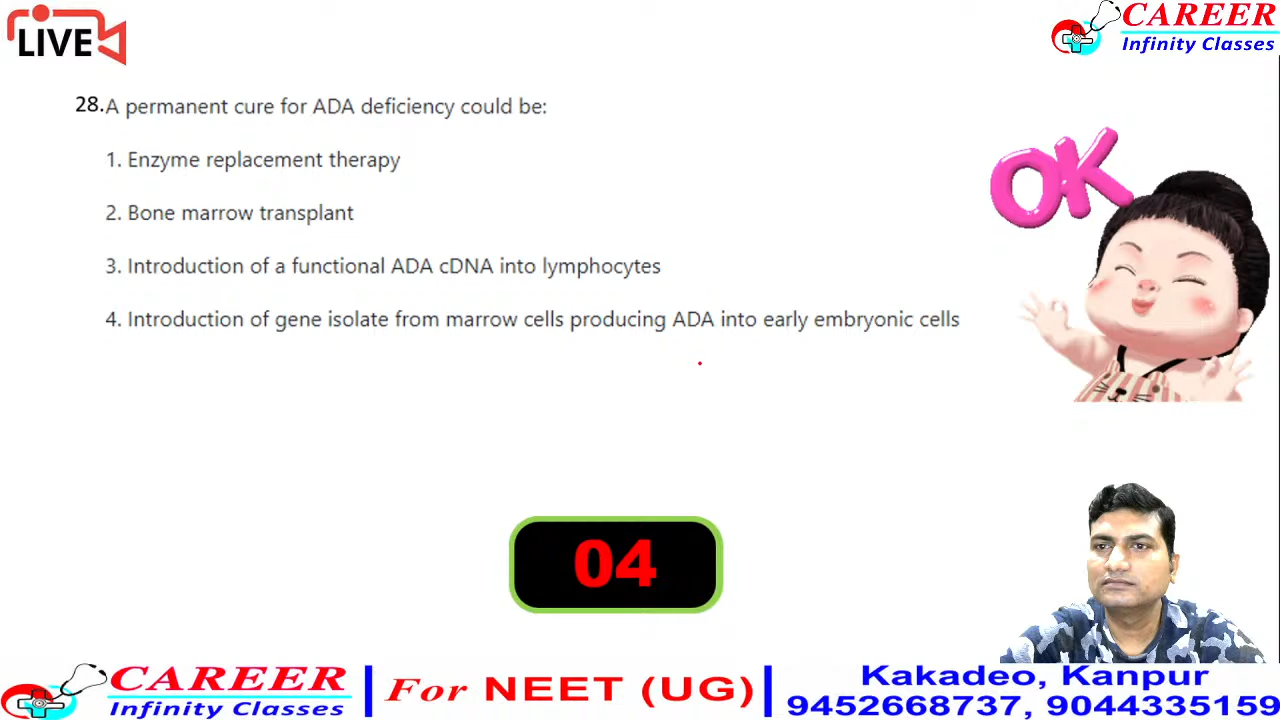 LIVE
CAREER
Infinity Classes
28. A permanent cure for ADA deficiency could be:
1. Enzyme replacement therapy
2. Bone marrow transplant
3. Introduction of a functional ADA cDNA into lymphocytes
4. Introduction of gene isolate from marrow cells producing ADA into early embryonic cells
OK
04
CAREER
Infinity Classes
For NEET (UG)
Kakadeo, Kanpur
9452668737, 9044335159